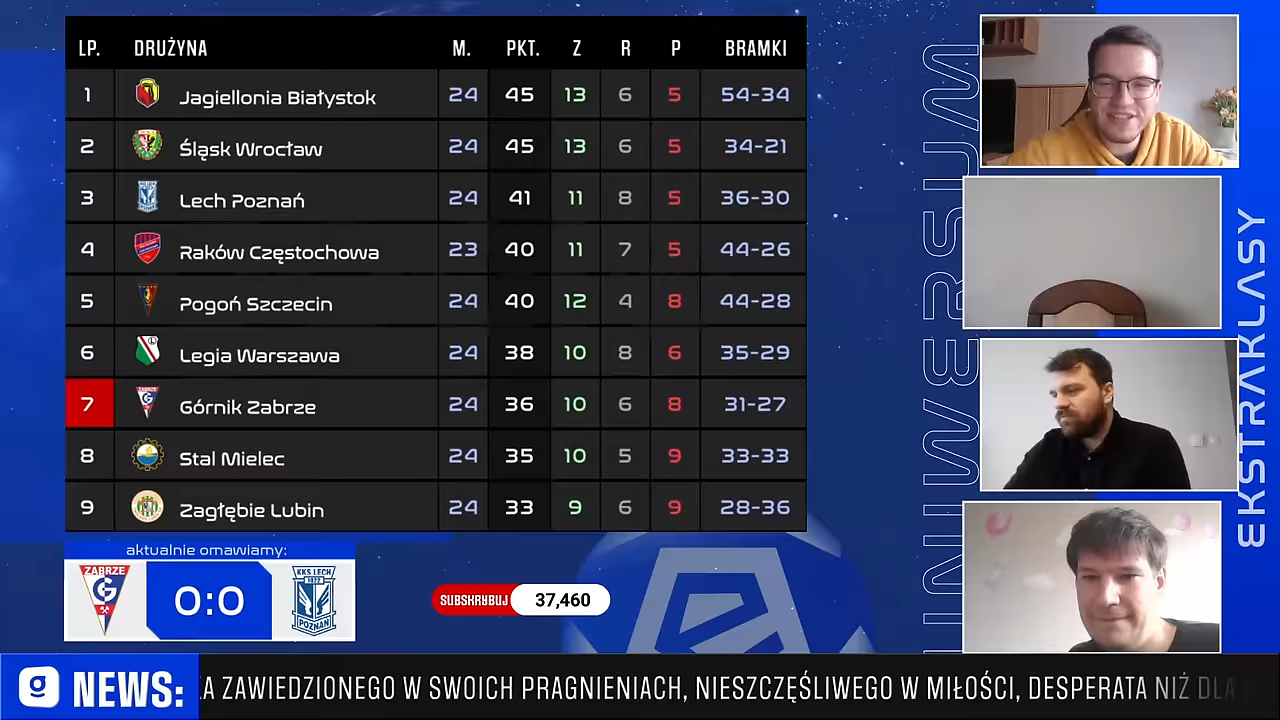 LP. DRUŻYNA M. PKT. Z R P BRAMKI
1 Jagiellonia Białystok 24 45 13 6 5 54-34
2 Śląsk Wrocław 24 45 13 6 5 34-21
3 Lech Poznań 24 41 11 8 5 36-30
4 Raków Częstochowa 23 40 11 7 5 44-26
5 Pogoń Szczecin 24 40 12 4 8 44-28
6 Legia Warszawa 24 38 10 8 6 35-29
7 Górnik Zabrze 24 36 10 6 8 31-27
8 Stal Mielec 24 35 10 5 9 33-33
9 Zagłębie Lubin 24 33 9 6 9 28-36
UNIWERSUM
EKSTRAKLASY
aktualnie omawiamy:
ZABRZE
G
0:0
KKS LECH
1922
POZNAŃ
SUBSKRYBUJ 37,460
g NEWS: KA ZAWIEDZIONEGO W SWOICH PRAGNIENIACH, NIESZCZĘŚLIWEGO W MIŁOŚCI, DESPERATA NIŻ DLA